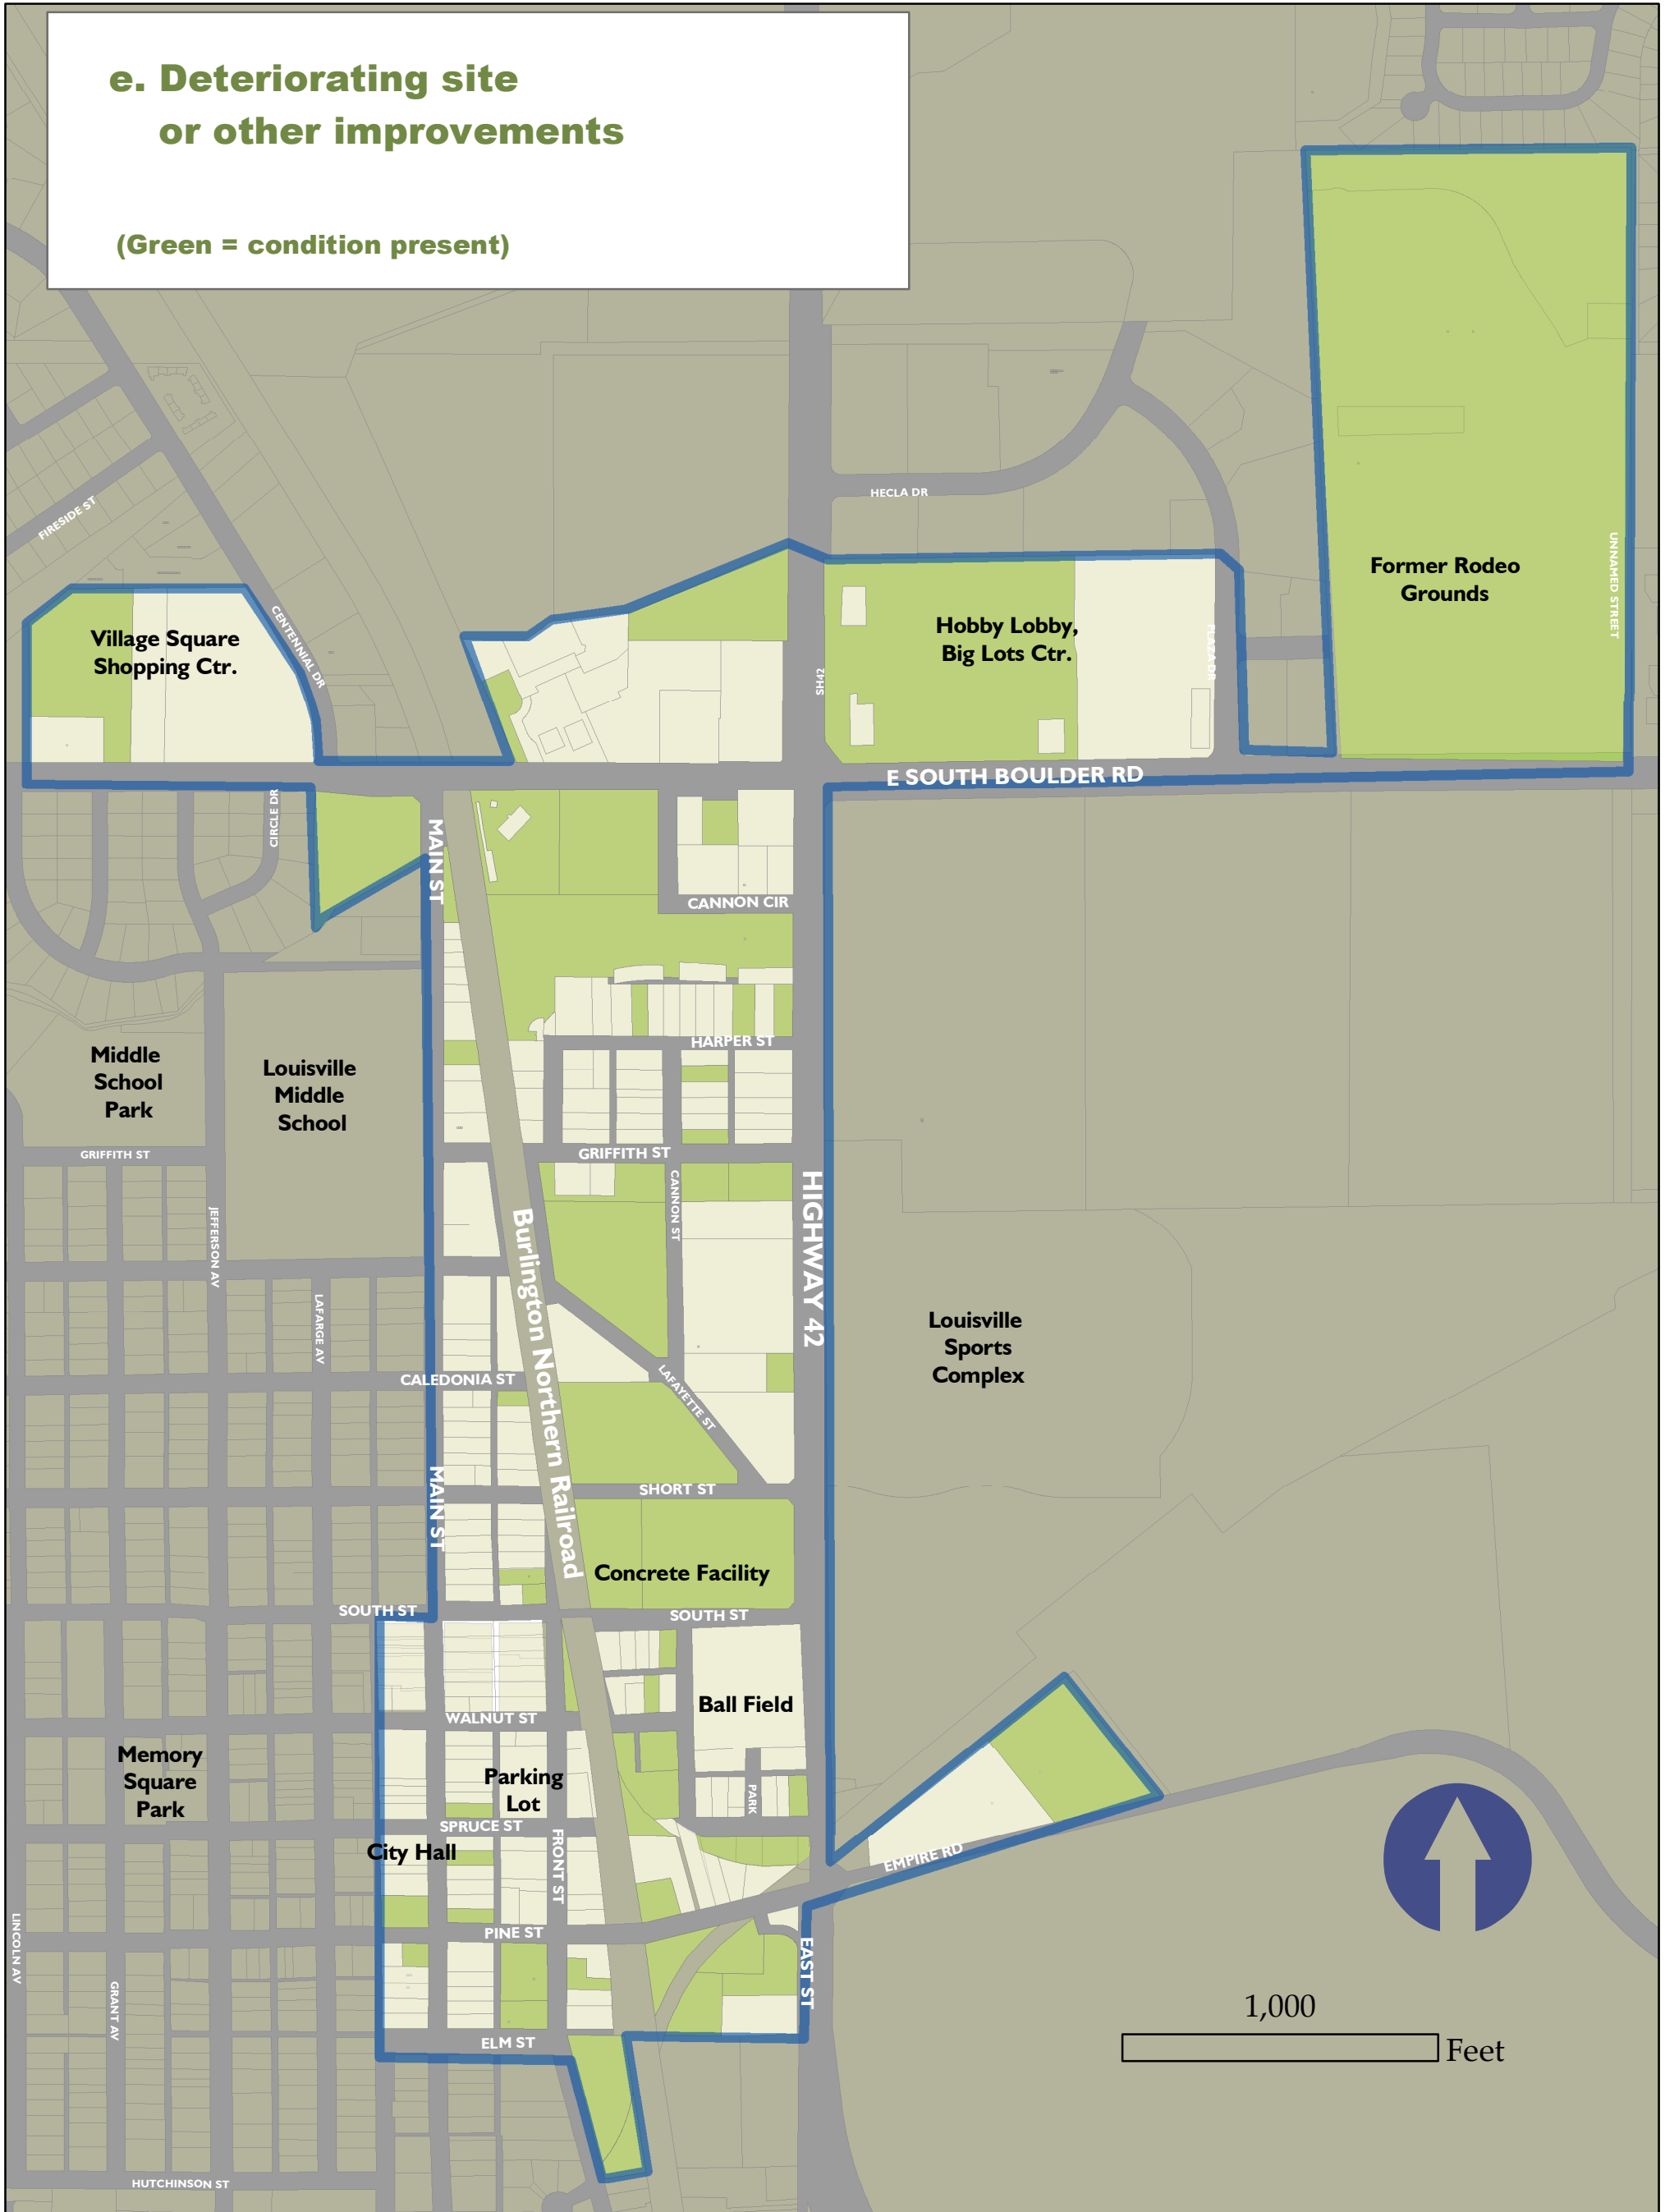 e. Deteriorating site
or other improvements
(Green = condition present)
HECLA DR
FIRESIDE ST
CENTENNIAL DR
UNNAMED STREET
Former Rodeo
Grounds
Village Square
Shopping Ctr.
Hobby Lobby,
Big Lots Ctr.
SH42
PLAZA DR
E SOUTH BOULDER RD
CIRCLE DR
MAIN ST
CANNON CIR
HARPER ST
Middle
School
Park
Louisville
Middle
School
GRIFFITH ST
GRIFFITH ST
CANNON ST
HIGHWAY 42
JEFFERSON AV
Burlington Northern Railroad
LAFARGE AV
Louisville
Sports
Complex
CALEDONIA ST
LAFAYETTE ST
MAIN ST
SHORT ST
Concrete Facility
SOUTH ST
SOUTH ST
Ball Field
WALNUT ST
Memory
Square
Park
Parking
Lot
PARK
SPRUCE ST
City Hall
FRONT ST
EMPIRE RD
LINCOLN AV
PINE ST
EAST ST
GRANT AV
1,000
Feet
ELM ST
HUTCHINSON ST